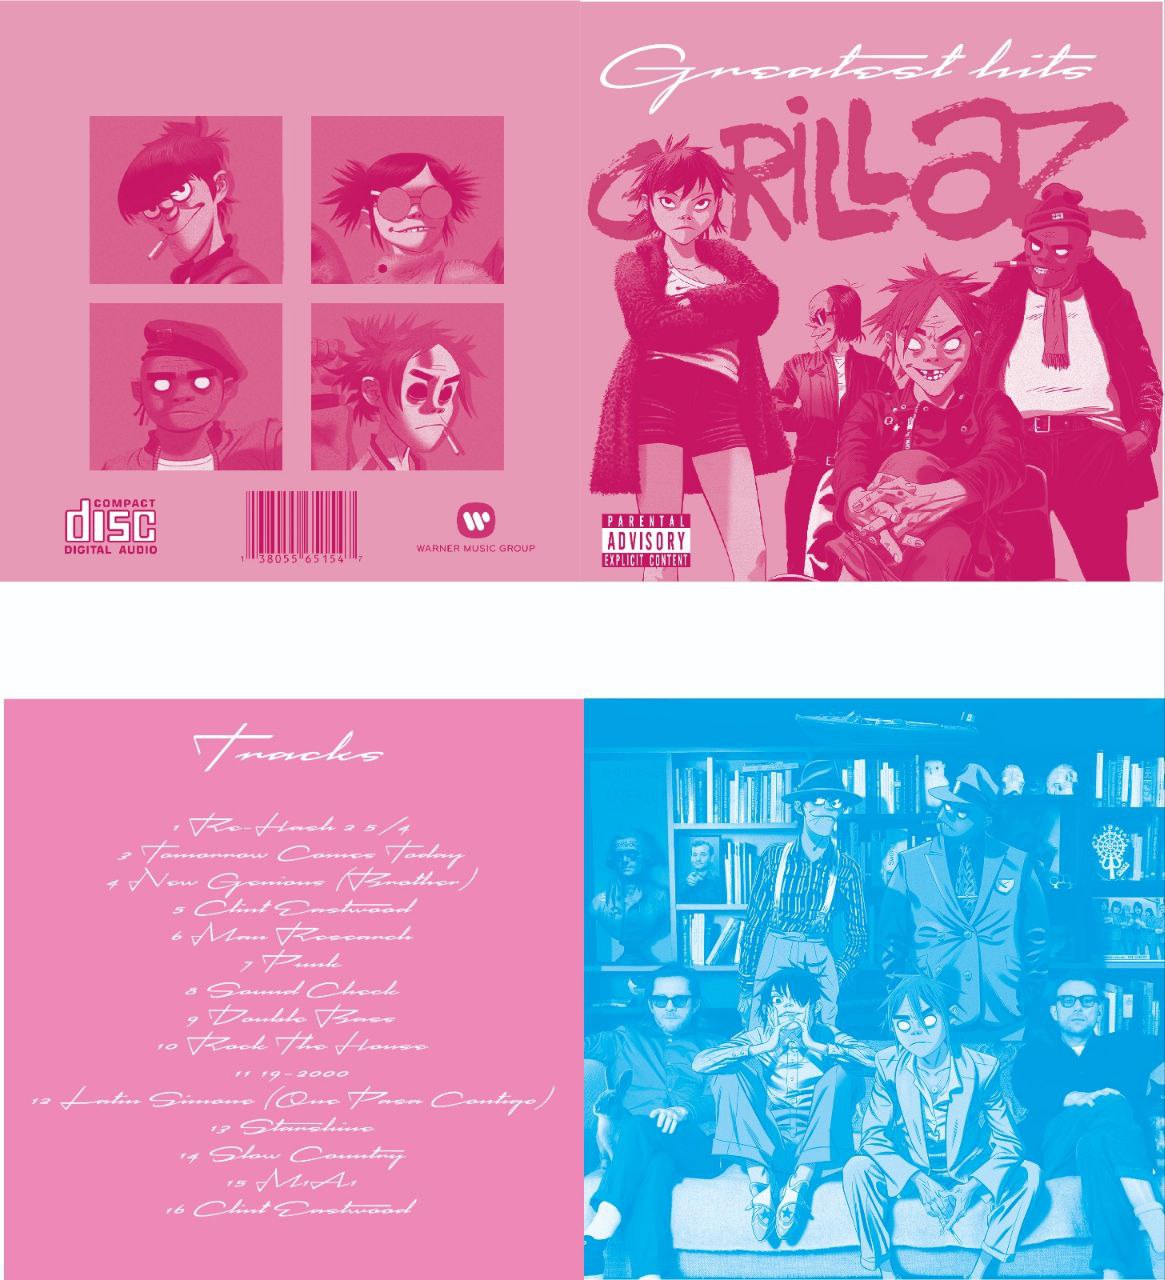 Greatest hits
GORILLAZ
COMPACT
disc
DIGITAL AUDIO
1 38055 65154 7
W
WARNER MUSIC GROUP
PARENTAL
ADVISORY
EXPLICIT CONTENT
Tracks
1 Re-Hash 2 5/4
3 Tomorrow Comes Today
4 New Genious (Brother)
5 Clint Eastwood
6 Man Research
7 Punk
8 Sound Check
9 Double Bass
10 Rock The House
11 19-2000
12 Latin Simone (Que Pasa Contigo)
13 Starshine
14 Slow Country
15 M1A1
16 Clint Eastwood